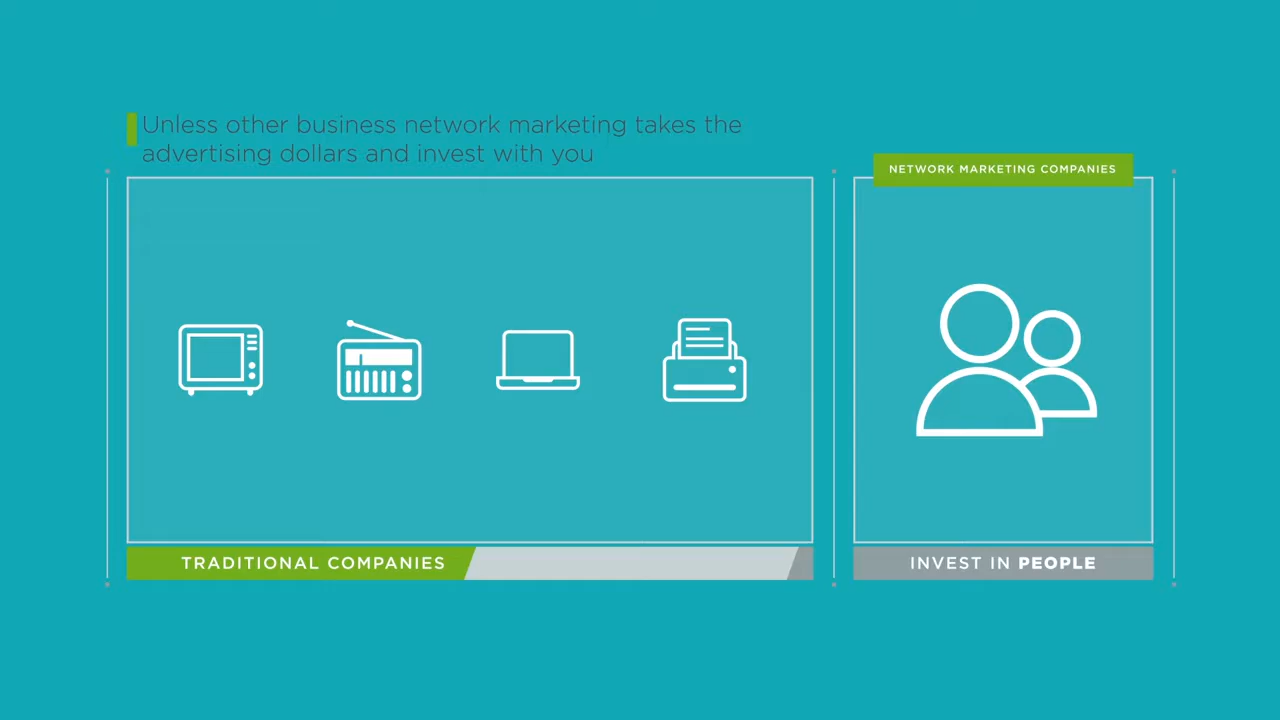 Unless other business network marketing takes the
advertising dollars and invest with you
NETWORK MARKETING COMPANIES
TRADITIONAL COMPANIES
INVEST IN PEOPLE